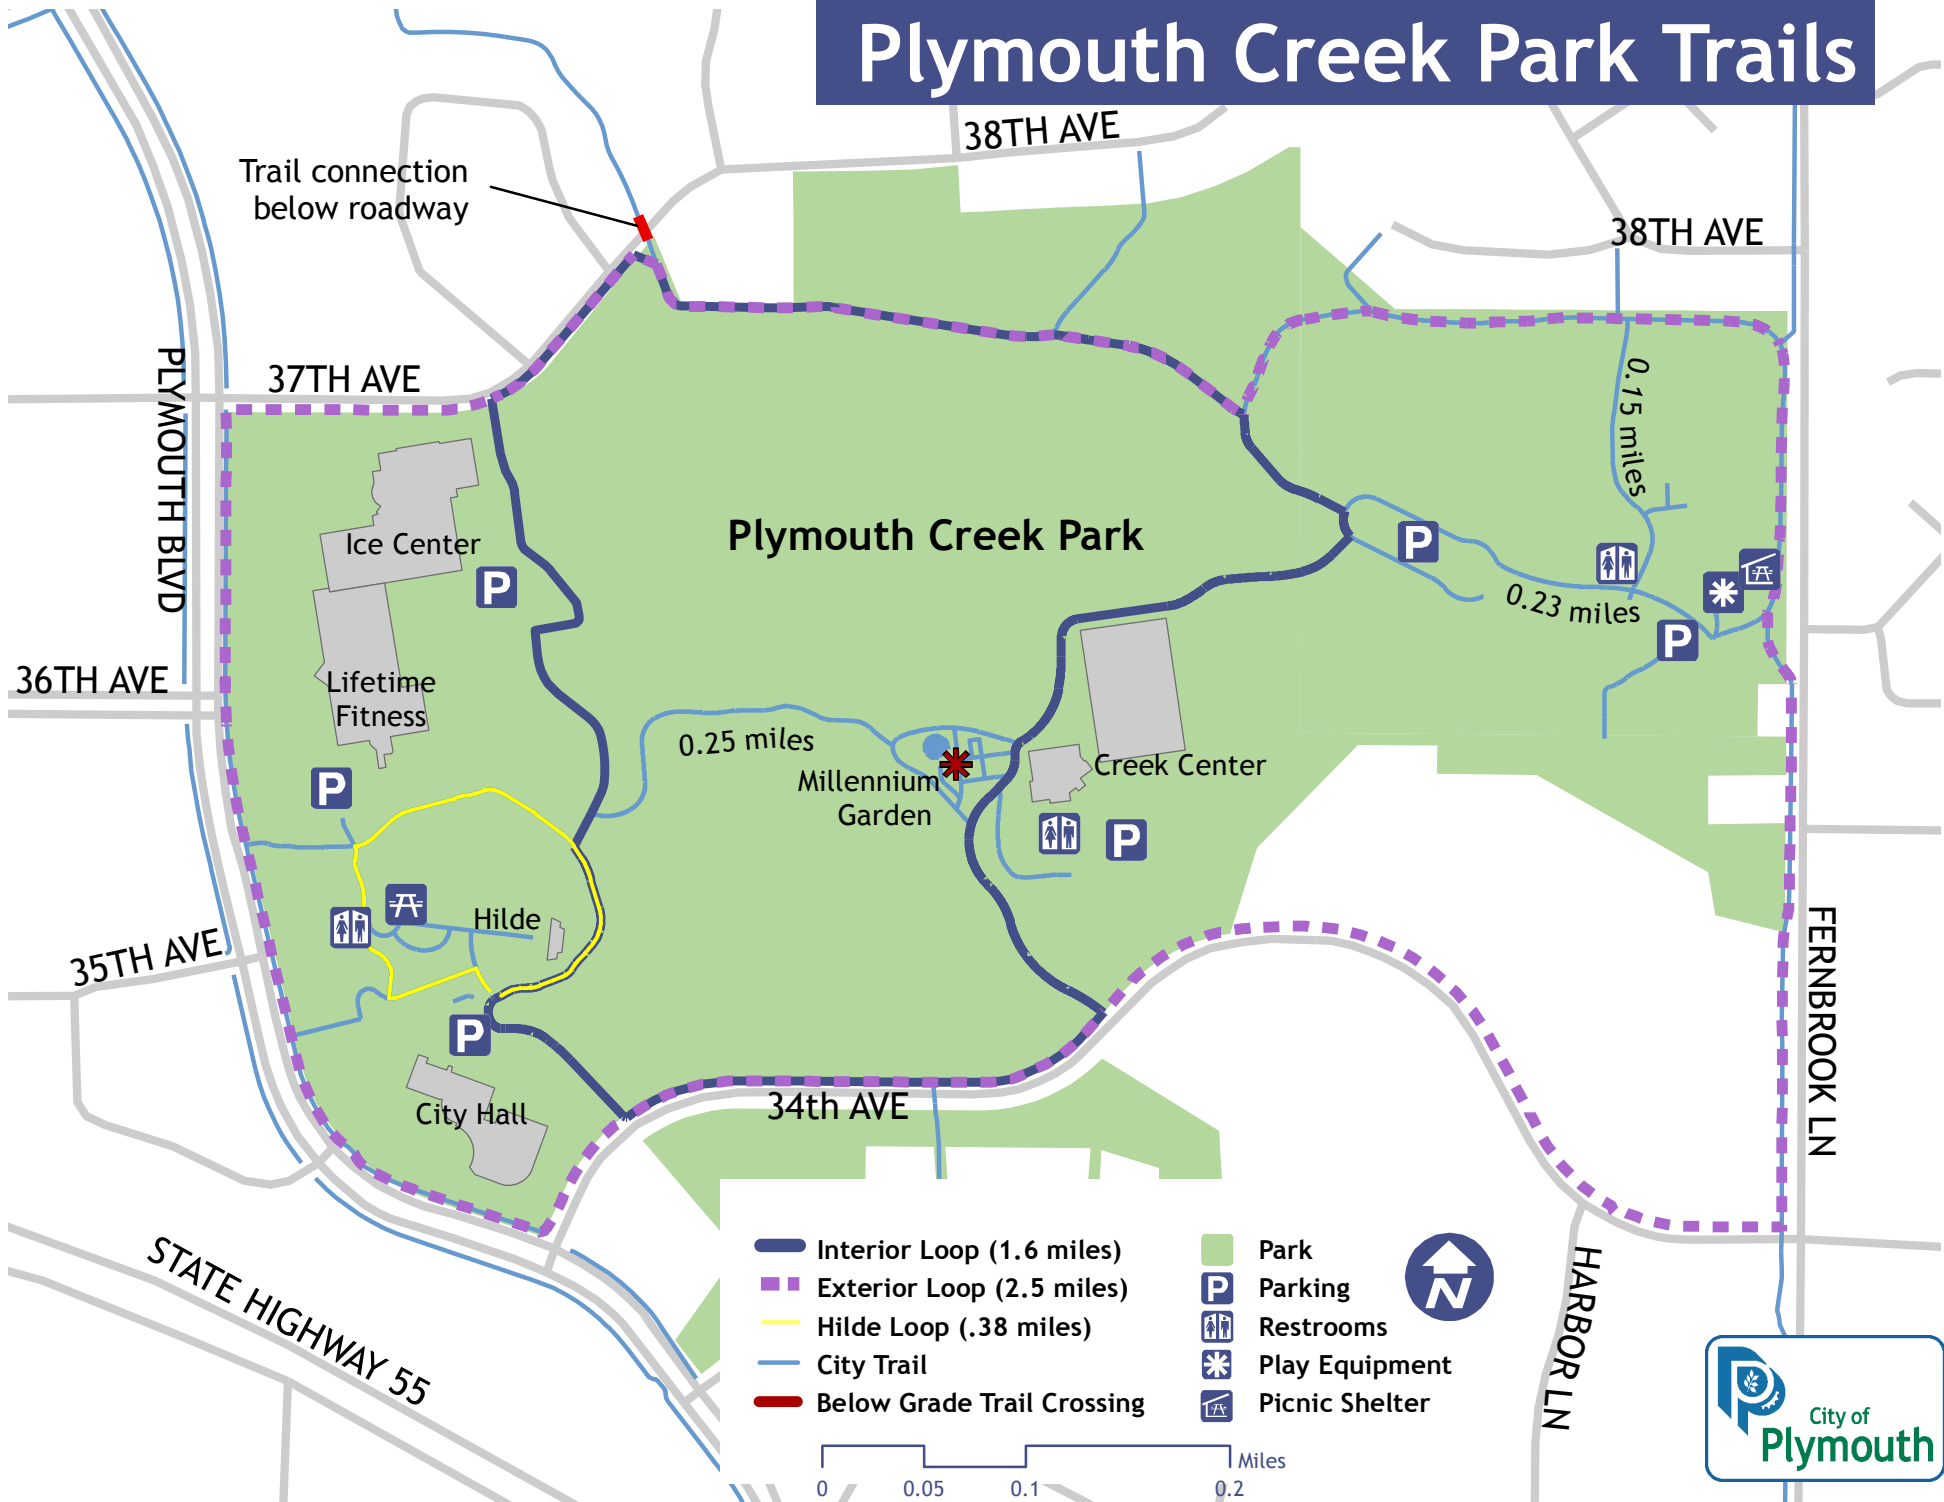 Plymouth Creek Park Trails
38TH AVE
Trail connection
below roadway
38TH AVE
37TH AVE
PLYMOUTH BLVD
0.15 miles
Plymouth Creek Park
Ice Center
P
P
0.23 miles
P
36TH AVE
Lifetime
Fitness
0.25 miles
Millennium
Garden
Creek Center
P
P
Hilde
35TH AVE
FERNBROOK LN
P
City Hall
34th AVE
STATE HIGHWAY 55
HARBOR LN
Interior Loop (1.6 miles)
Exterior Loop (2.5 miles)
Hilde Loop (.38 miles)
City Trail
Below Grade Trail Crossing
Park
P Parking
Restrooms
Play Equipment
Picnic Shelter
N
Miles
0 0.05 0.1 0.2
City of
Plymouth